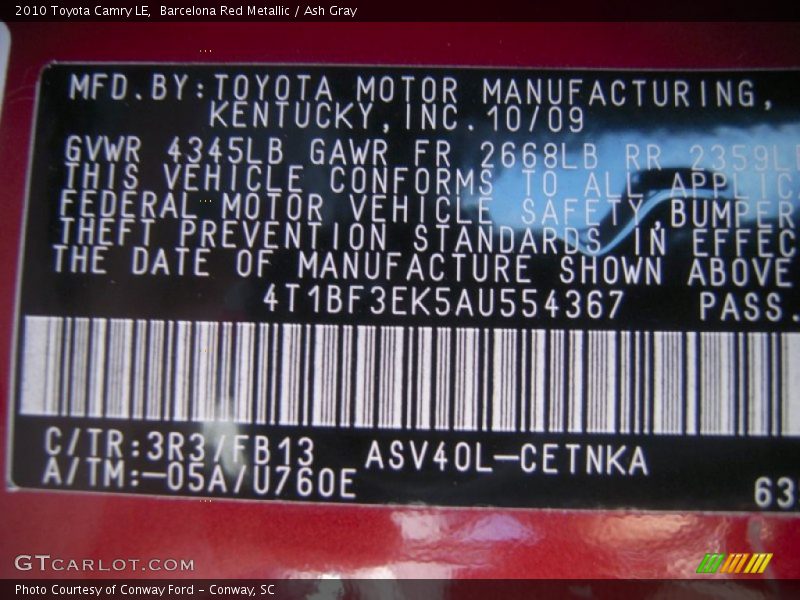 2010 Toyota Camry LE,  Barcelona Red Metallic / Ash Gray
MFD.BY:TOYOTA MOTOR MANUFACTURING,
KENTUCKY,INC.10/09
GVWR 4345LB GAWR FR 2668LB RR 2359L
THIS VEHICLE CONFORMS TO ALL APPLIC
FEDERAL MOTOR VEHICLE SAFETY,BUMPER
THEFT PREVENTION STANDARDS IN EFFEC
THE DATE OF MANUFACTURE SHOWN ABOVE
4T1BF3EK5AU554367 PASS.
C/TR:3R3/FB13 ASV40L-CETNKA
A/TM:-05A/U760E
63
GTCARLOT.COM
Photo Courtesy of Conway Ford - Conway, SC